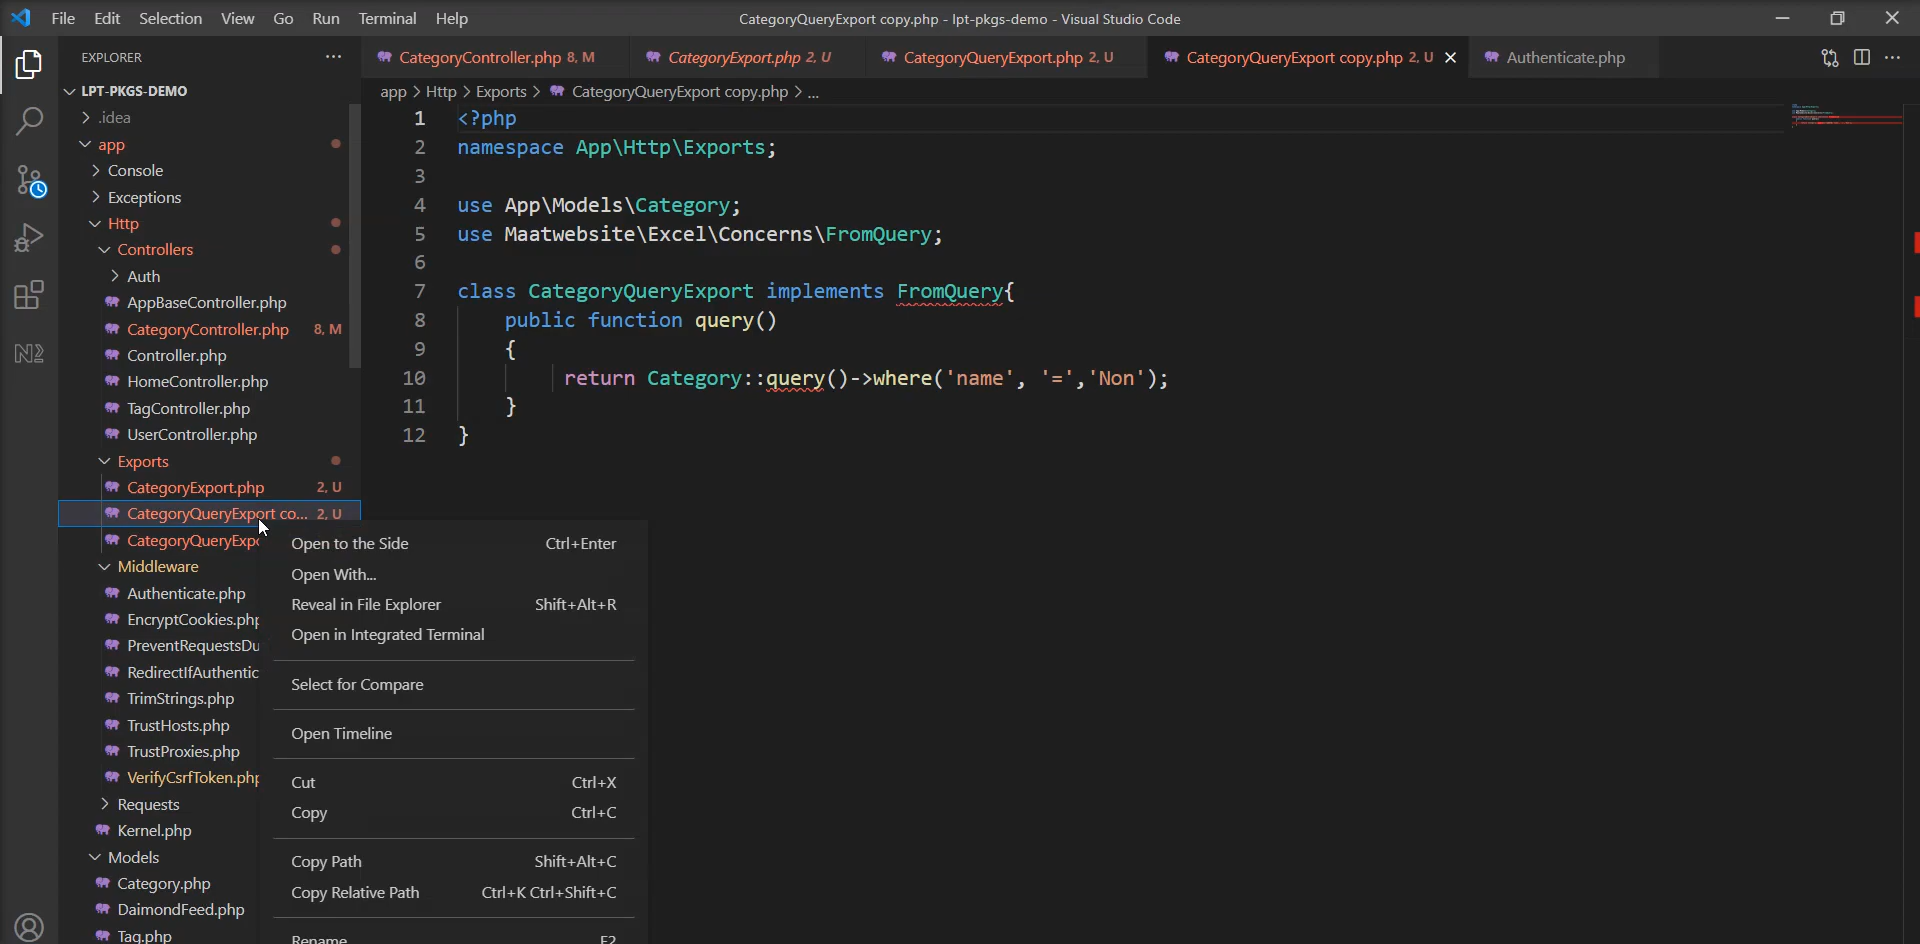 File Edit Selection View Go Run Terminal Help
CategoryQueryExport copy.php - lpt-pkgs-demo - Visual Studio Code
EXPLORER ...
CategoryController.php 8, M
CategoryExport.php 2, U
CategoryQueryExport.php 2, U
CategoryQueryExport copy.php 2, U
Authenticate.php
app > Http > Exports > CategoryQueryExport copy.php > ...
LPT-PKGS-DEMO
.idea
app
Console
Exceptions
Http
Controllers
Auth
AppBaseController.php
CategoryController.php 8, M
Controller.php
HomeController.php
TagController.php
UserController.php
Exports
CategoryExport.php 2, U
CategoryQueryExport co... 2, U
CategoryQueryExpo
Middleware
Authenticate.php
EncryptCookies.php
PreventRequestsDu
RedirectIfAuthentic
TrimStrings.php
TrustHosts.php
TrustProxies.php
VerifyCsrfToken.php
Requests
Kernel.php
Models
Category.php
DaimondFeed.php
Tag.php
1 <?php
2 namespace App\Http\Exports;
3
4 use App\Models\Category;
5 use Maatwebsite\Excel\Concerns\FromQuery;
6
7 class CategoryQueryExport implements FromQuery{
8 public function query()
9 {
10 return Category::query()->where('name', '=','Non');
11 }
12 }
Open to the Side Ctrl+Enter
Open With...
Reveal in File Explorer Shift+Alt+R
Open in Integrated Terminal
Select for Compare
Open Timeline
Cut Ctrl+X
Copy Ctrl+C
Copy Path Shift+Alt+C
Copy Relative Path Ctrl+K Ctrl+Shift+C
Rename F2